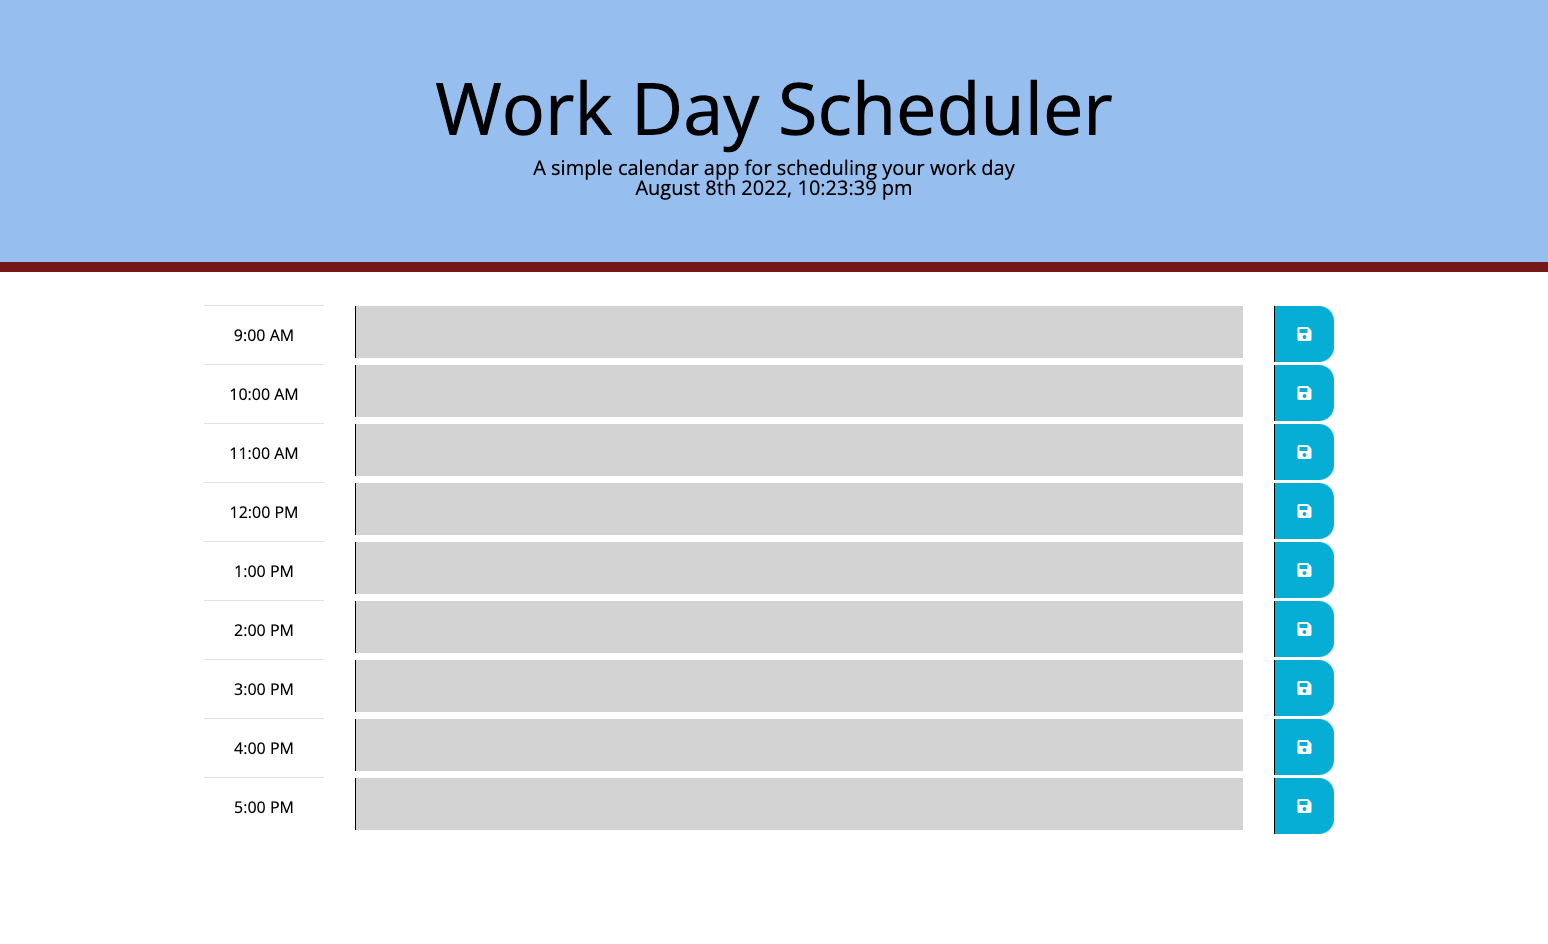 Work Day Scheduler
A simple calendar app for scheduling your work day
August 8th 2022, 10:23:39 pm
9:00 AM
10:00 AM
11:00 AM
12:00 PM
1:00 PM
2:00 PM
3:00 PM
4:00 PM
5:00 PM